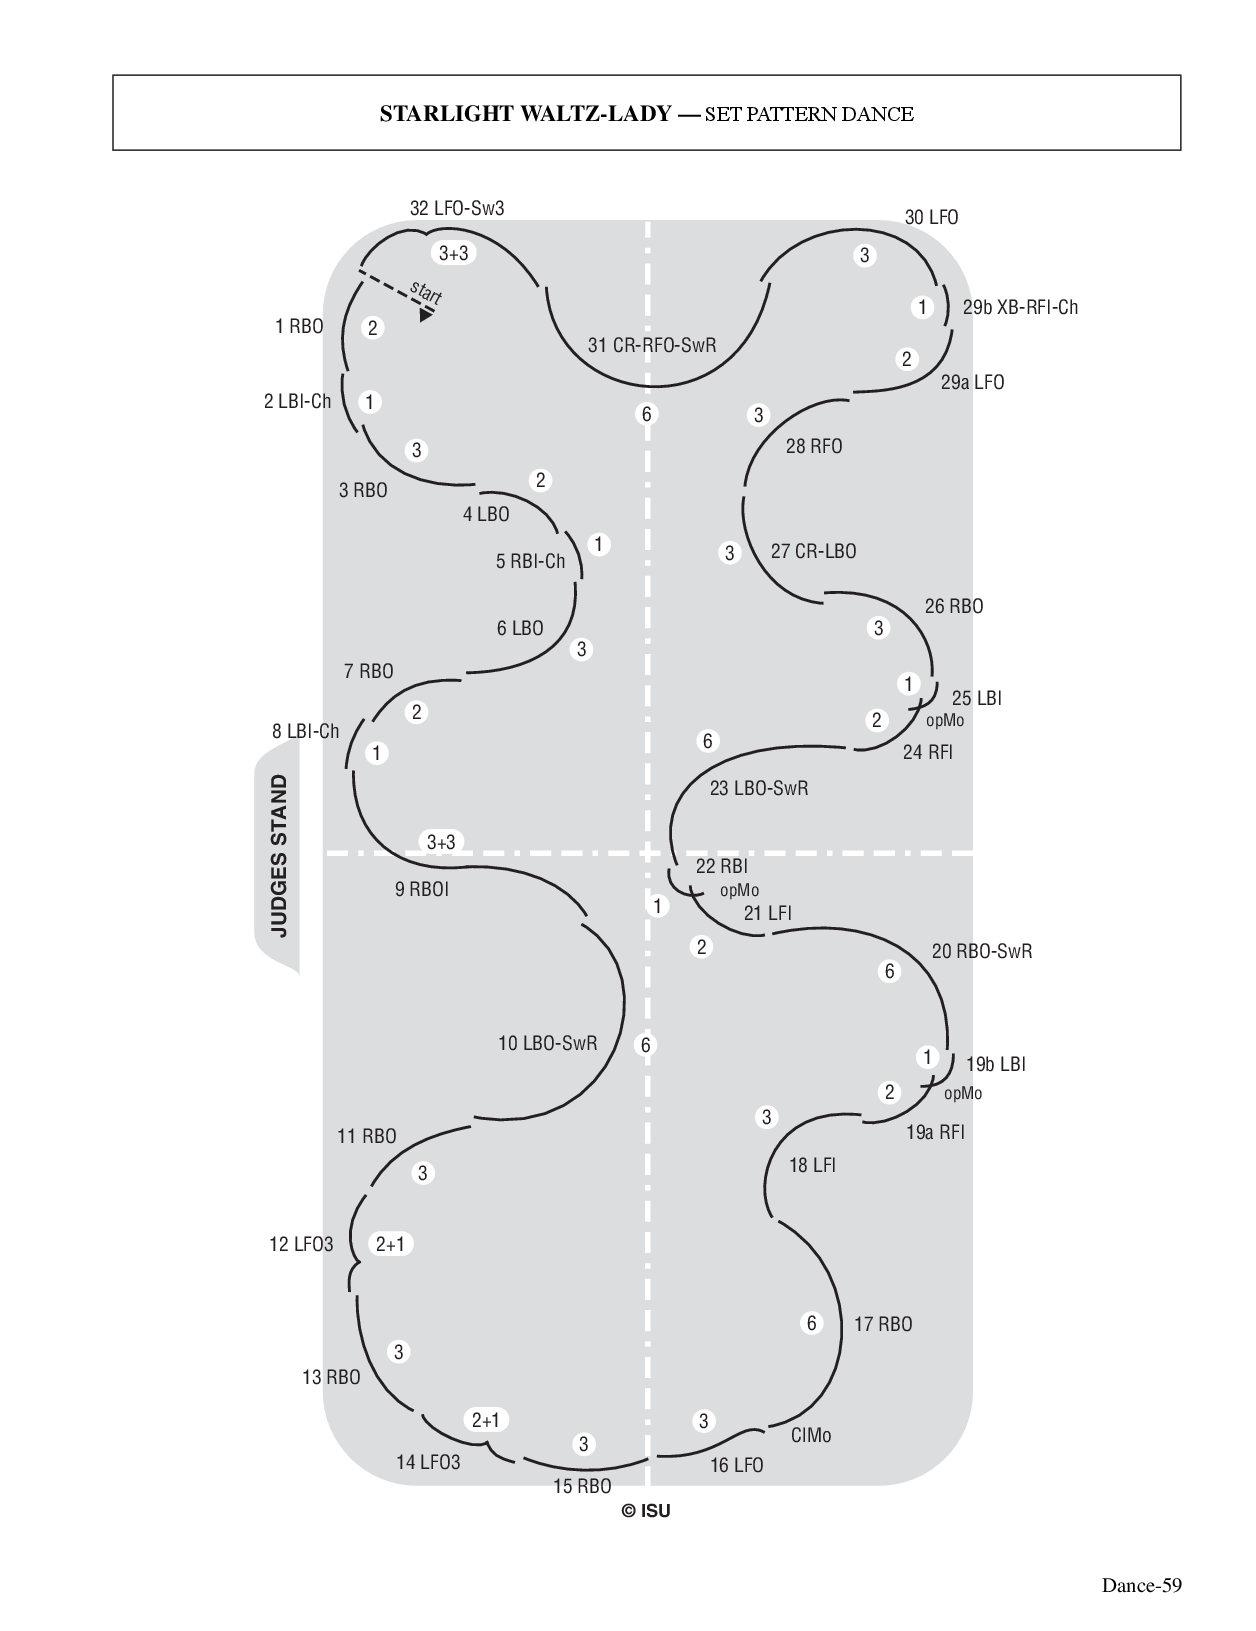 STARLIGHT WALTZ-LADY — SET PATTERN DANCE
32 LFO-Sw3
3+3
start
1 RBO
2
2 LBI-Ch
1
3
3 RBO
2
4 LBO
1
5 RBI-Ch
6 LBO
3
7 RBO
2
8 LBI-Ch
1
JUDGES STAND
3+3
9 RBOI
10 LBO-SwR
6
11 RBO
3
12 LFO3
2+1
3
13 RBO
2+1
14 LFO3
3
15 RBO
3
16 LFO
ClMo
6
17 RBO
18 LFI
3
19a RFI
2
opMo
19b LBI
1
20 RBO-SwR
6
21 LFI
2
opMo
22 RBI
1
23 LBO-SwR
6
24 RFI
2
opMo
25 LBI
1
26 RBO
3
27 CR-LBO
3
28 RFO
3
29a LFO
2
29b XB-RFI-Ch
1
30 LFO
3
31 CR-RFO-SwR
6
© ISU
Dance-59